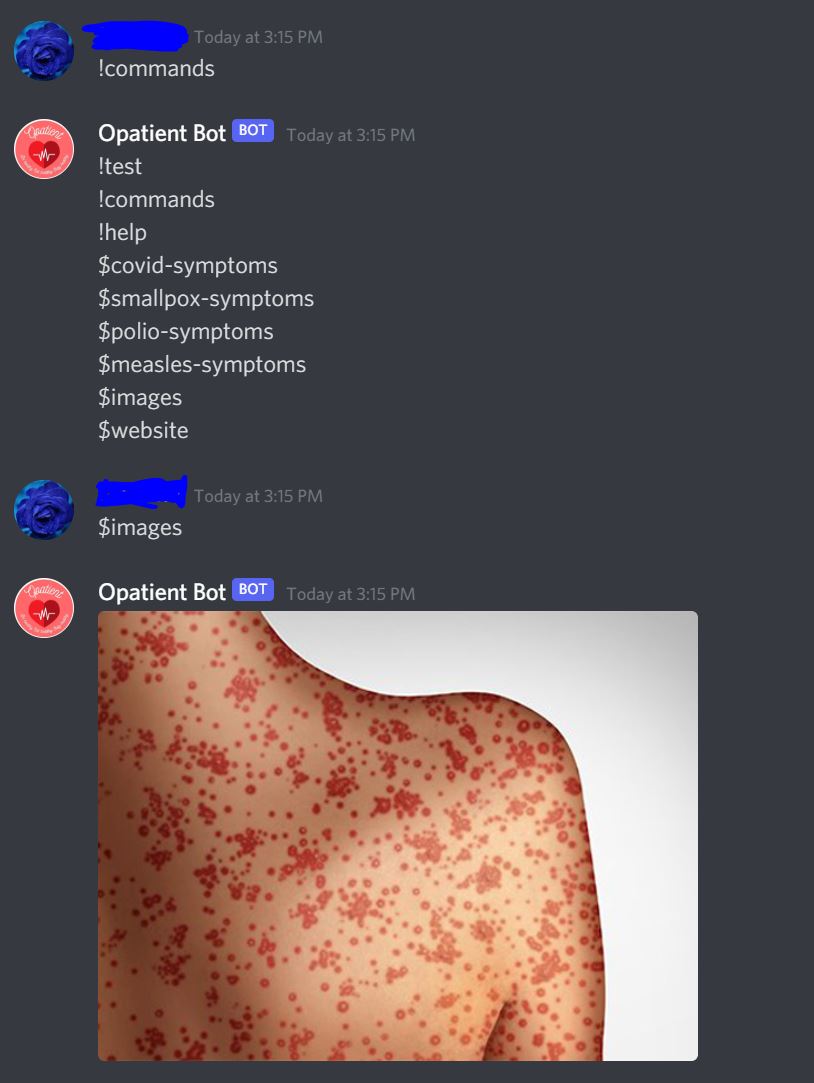 Today at 3:15 PM
!commands
Opatient
Opatient Bot BOT Today at 3:15 PM
!test
!commands
!help
$covid-symptoms
$smallpox-symptoms
$polio-symptoms
$measles-symptoms
$images
$website
Today at 3:15 PM
$images
Opatient
Opatient Bot BOT Today at 3:15 PM